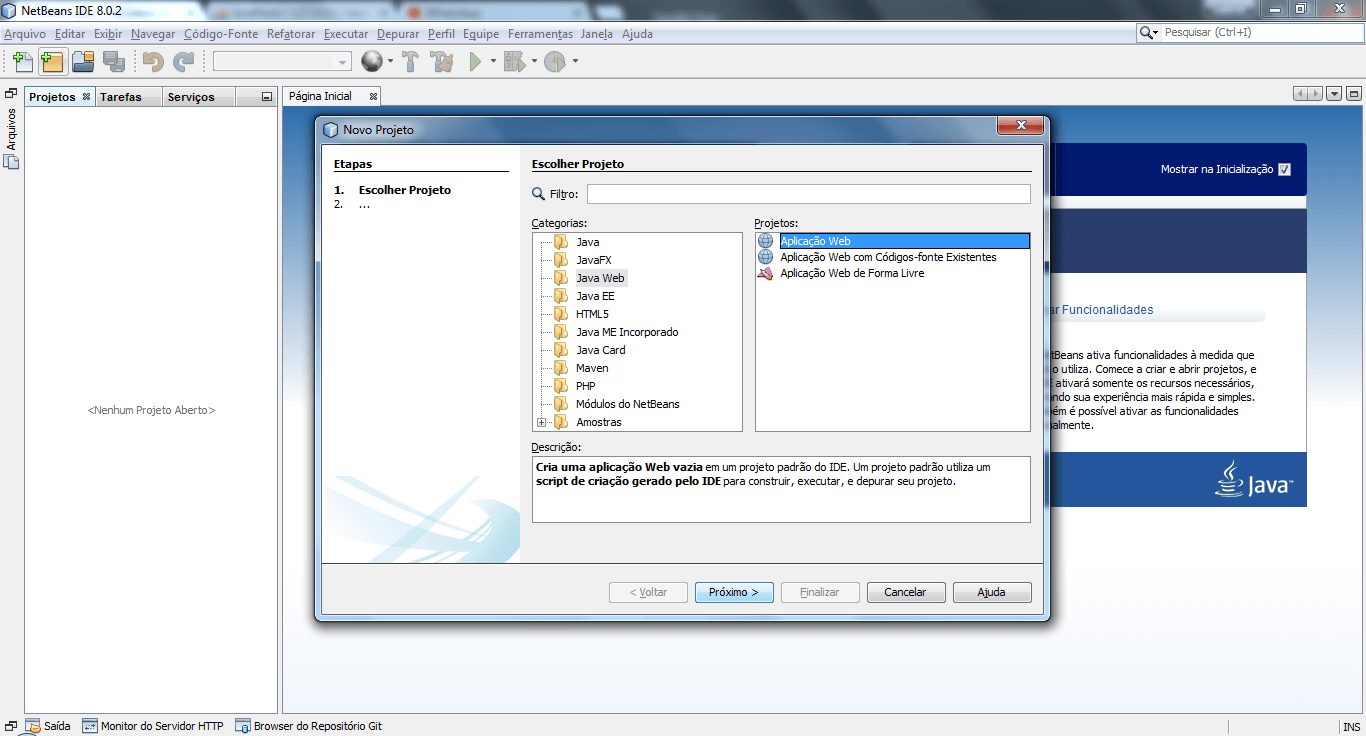 NetBeans IDE 8.0.2
Arquivo Editar Exibir Navegar Código-Fonte Refatorar Executar Depurar Perfil Equipe Ferramentas Janela Ajuda
Pesquisar (Ctrl+I)
Projetos Tarefas Serviços
Página Inicial
Arquivos
<Nenhum Projeto Aberto>
Mostrar na Inicialização
Novo Projeto
Etapas
1. Escolher Projeto
2. ...
Escolher Projeto
Filtro:
Categorias:
Java
JavaFX
Java Web
Java EE
HTML5
Java ME Incorporado
Java Card
Maven
PHP
Módulos do NetBeans
Amostras
Projetos:
Aplicação Web
Aplicação Web com Códigos-fonte Existentes
Aplicação Web de Forma Livre
Descrição:
Cria uma aplicação Web vazia em um projeto padrão do IDE. Um projeto padrão utiliza um
script de criação gerado pelo IDE para construir, executar, e depurar seu projeto.
< Voltar Próximo > Finalizar Cancelar Ajuda
Funcionalidades
ativa funcionalidades à medida que
o utiliza. Comece a criar e abrir projetos, e
ativará somente os recursos necessários,
sua experiência mais rápida e simples.
é possível ativar as funcionalidades
Java™
Saída Monitor do Servidor HTTP Browser do Repositório Git
INS